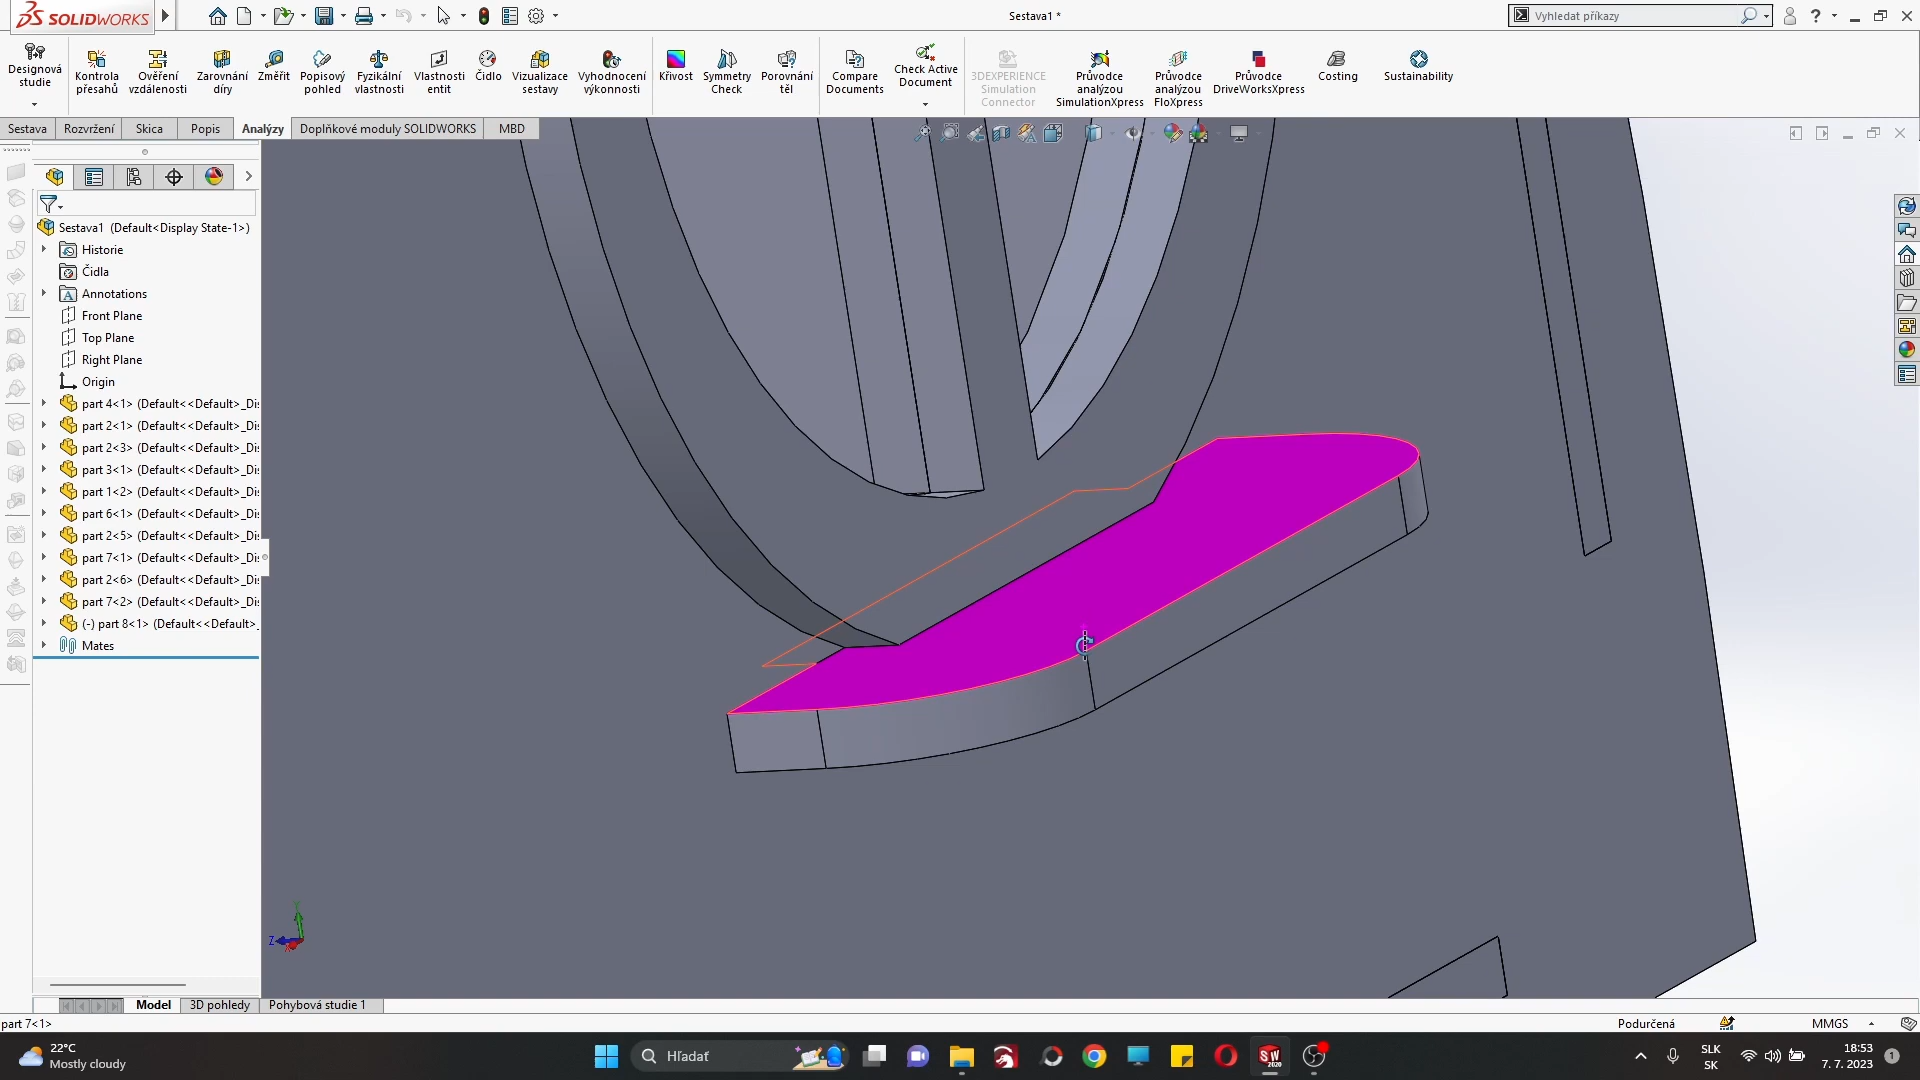 SOLIDWORKS
Sestava1 *
Vyhledat příkazy
Designová studie
Kontrola přesahů
Ověření vzdálenosti
Zarovnání díry
Změřit
Popisový pohled
Fyzikální vlastnosti
Vlastnosti entit
Čidlo
Vizualizace sestavy
Vyhodnocení výkonnosti
Křivost
Symmetry Check
Porovnání těl
Compare Documents
Check Active Document
3DEXPERIENCE Simulation Connector
Průvodce analýzou SimulationXpress
Průvodce analýzou FloXpress
Průvodce DriveWorksXpress
Costing
Sustainability
Sestava
Rozvržení
Skica
Popis
Analýzy
Doplňkové moduly SOLIDWORKS
MBD
Sestava1 (Default<Display State-1>)
Historie
Čidla
Annotations
Front Plane
Top Plane
Right Plane
Origin
part 4<1> (Default<<Default>_Di
part 2<1> (Default<<Default>_Di
part 2<3> (Default<<Default>_Di
part 3<1> (Default<<Default>_Di
part 1<2> (Default<<Default>_Di
part 6<1> (Default<<Default>_Di
part 2<5> (Default<<Default>_Di
part 7<1> (Default<<Default>_Di
part 2<6> (Default<<Default>_Di
part 7<2> (Default<<Default>_Di
(-) part 8<1> (Default<<Default>_
Mates
Z
Model
3D pohledy
Pohybová studie 1
part 7<1>
Podurčená
MMGS
22°C
Mostly cloudy
Hľadať
SW
2020
SLK
SK
18:53
7. 7. 2023
1